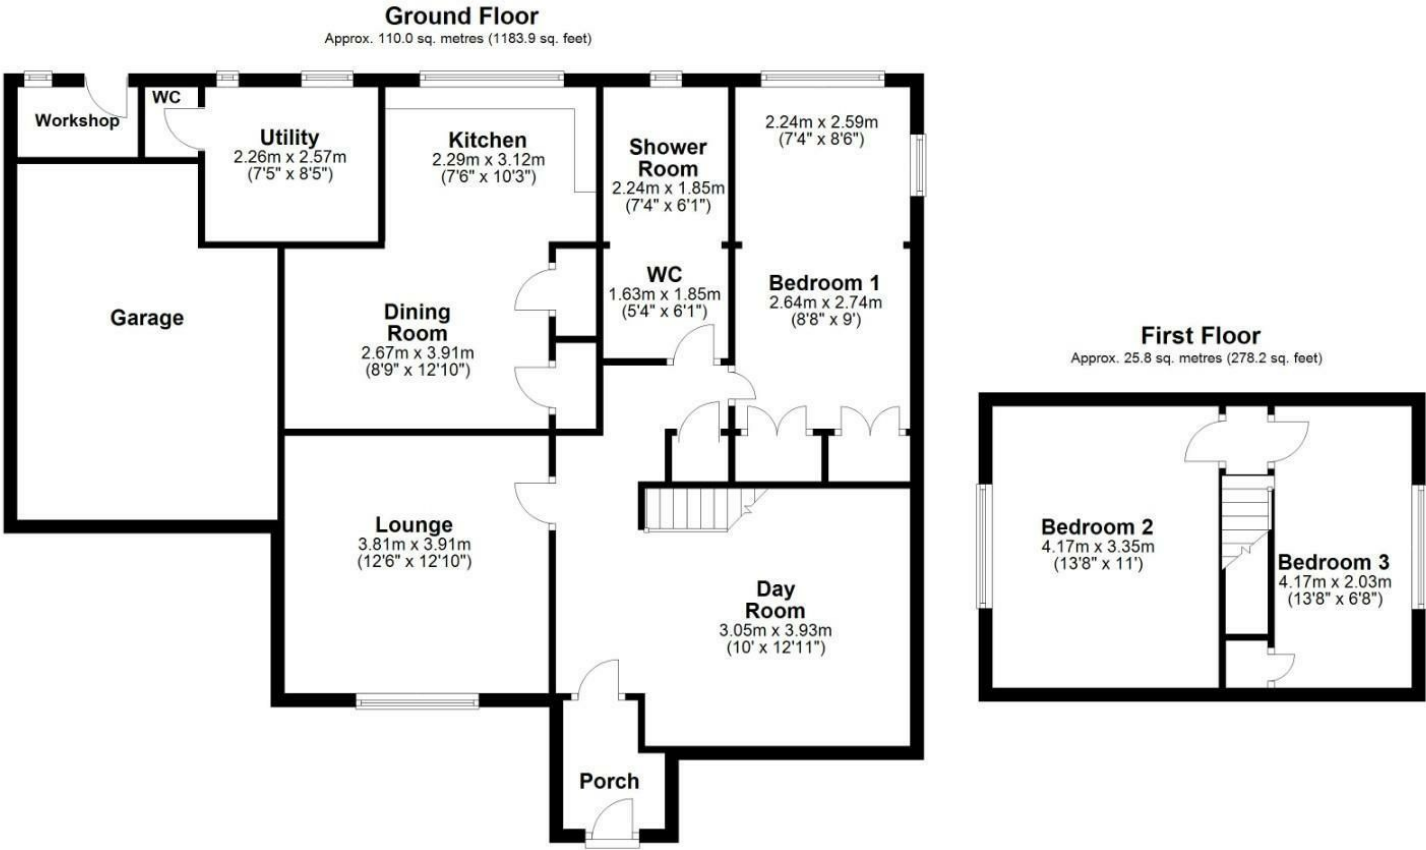 Ground Floor
Approx. 110.0 sq. metres (1183.9 sq. feet)
Workshop
WC
Utility
2.26m x 2.57m
(7'5" x 8'5")
Kitchen
2.29m x 3.12m
(7'6" x 10'3")
Shower
Room
2.24m x 1.85m
(7'4" x 6'1")
2.24m x 2.59m
(7'4" x 8'6")
Garage
Dining
Room
2.67m x 3.91m
(8'9" x 12'10")
WC
1.63m x 1.85m
(5'4" x 6'1")
Bedroom 1
2.64m x 2.74m
(8'8" x 9')
Lounge
3.81m x 3.91m
(12'6" x 12'10")
Day
Room
3.05m x 3.93m
(10' x 12'11")
Porch
First Floor
Approx. 25.8 sq. metres (278.2 sq. feet)
Bedroom 2
4.17m x 3.35m
(13'8" x 11')
Bedroom 3
4.17m x 2.03m
(13'8" x 6'8")